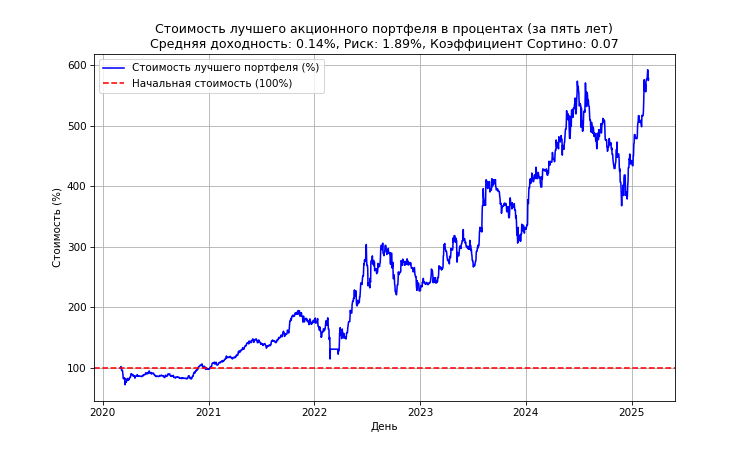 Стоимость лучшего акционного портфеля в процентах (за пять лет)
Средняя доходность: 0.14%, Риск: 1.89%, Коэффициент Сортино: 0.07
Стоимость лучшего портфеля (%)
Начальная стоимость (100%)
Стоимость (%)
600
500
400
300
200
100
2020
2021
2022
2023
2024
2025
День